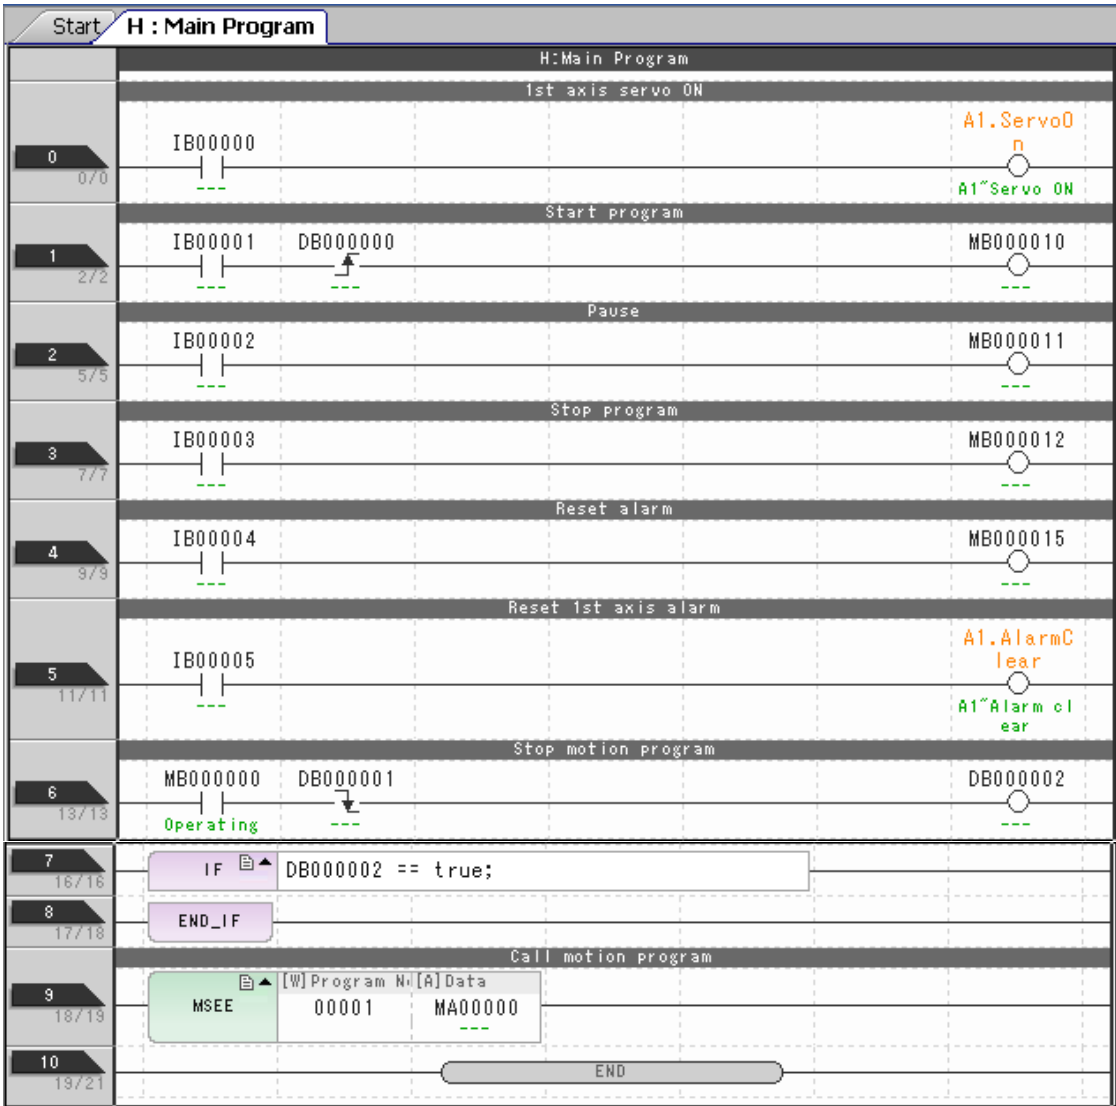 Start H : Main Program
H:Main Program
1st axis servo ON
A1.ServoO
n
IB00000
0
0/0
---
A1~Servo ON
Start program
IB00001 DB000000 MB000010
1
2/2
--- --- ---
Pause
IB00002 MB000011
2
5/5
--- ---
Stop program
IB00003 MB000012
3
7/7
--- ---
Reset alarm
IB00004 MB000015
4
9/9
--- ---
Reset 1st axis alarm
A1.AlarmC
lear
IB00005
5
11/11
---
A1~Alarm cl
ear
Stop motion program
MB000000 DB000001 DB000002
6
13/13
Operating --- ---
7
16/16
IF DB000002 == true;
8
17/18
END_IF
Call motion program
[W]Program N [A]Data
9
18/19
MSEE 00001 MA00000
---
10
19/21
END